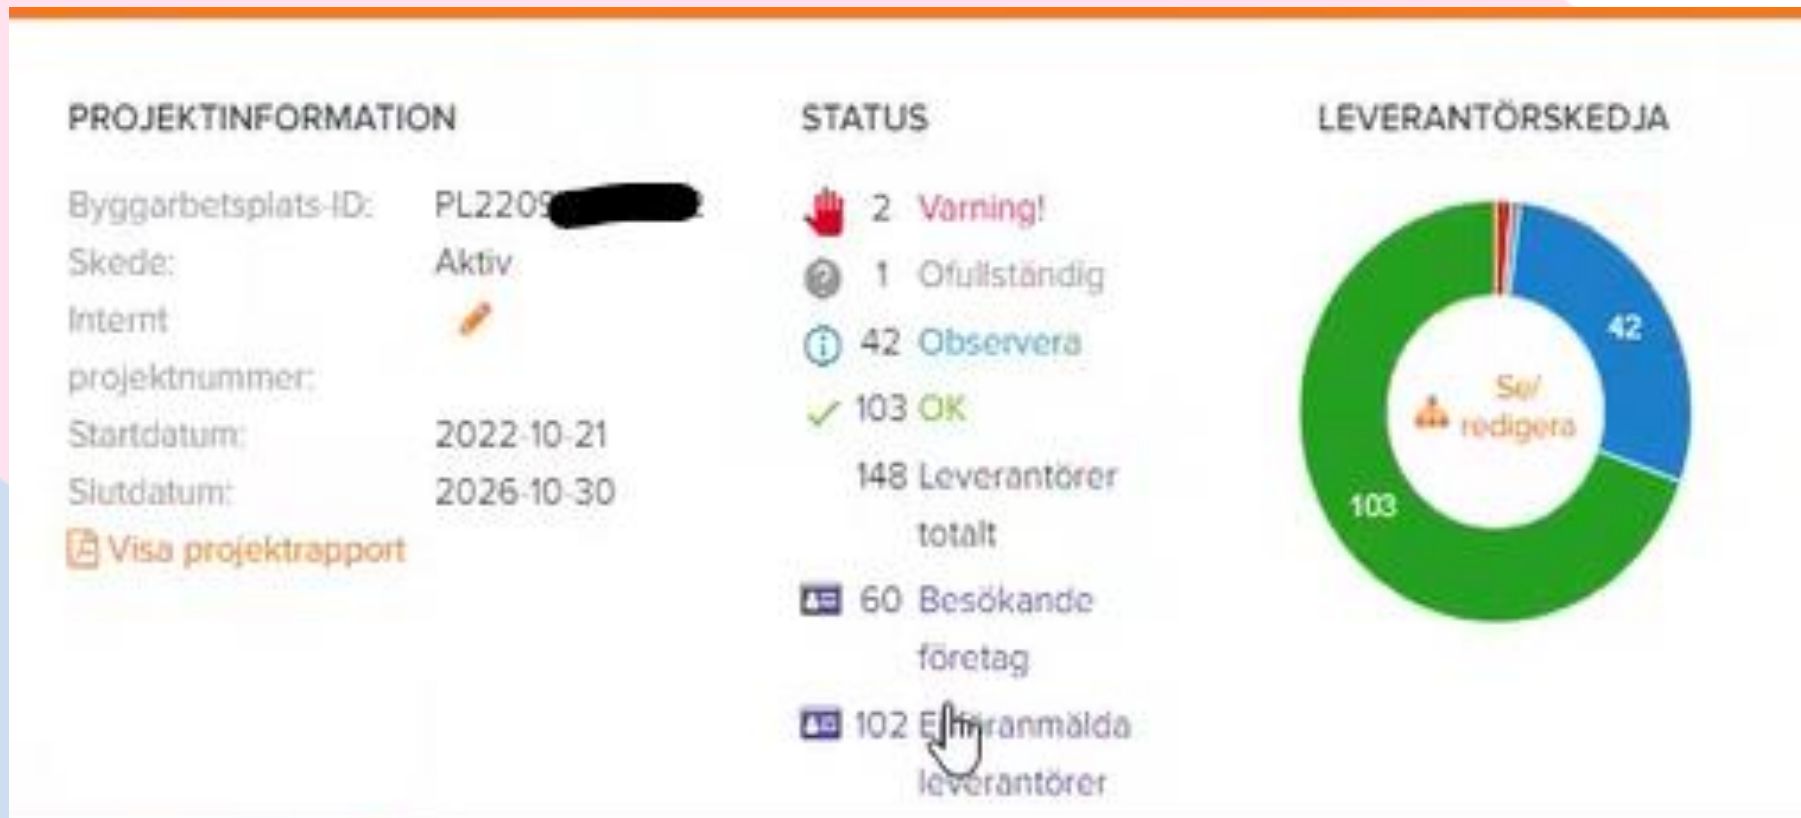 PROJEKTINFORMATION
Byggarbetsplats-ID: PL2209
Skede: Aktiv
Internt
projektnummer:
Startdatum: 2022-10-21
Slutdatum: 2026-10-30
Visa projektrapport
STATUS
2 Varning!
1 Ofullständig
42 Observera
103 OK
148 Leverantörer
totalt
60 Besökande
företag
102
leverantörer
LEVERANTÖRSKEDJA
42
Se/
redigera
103